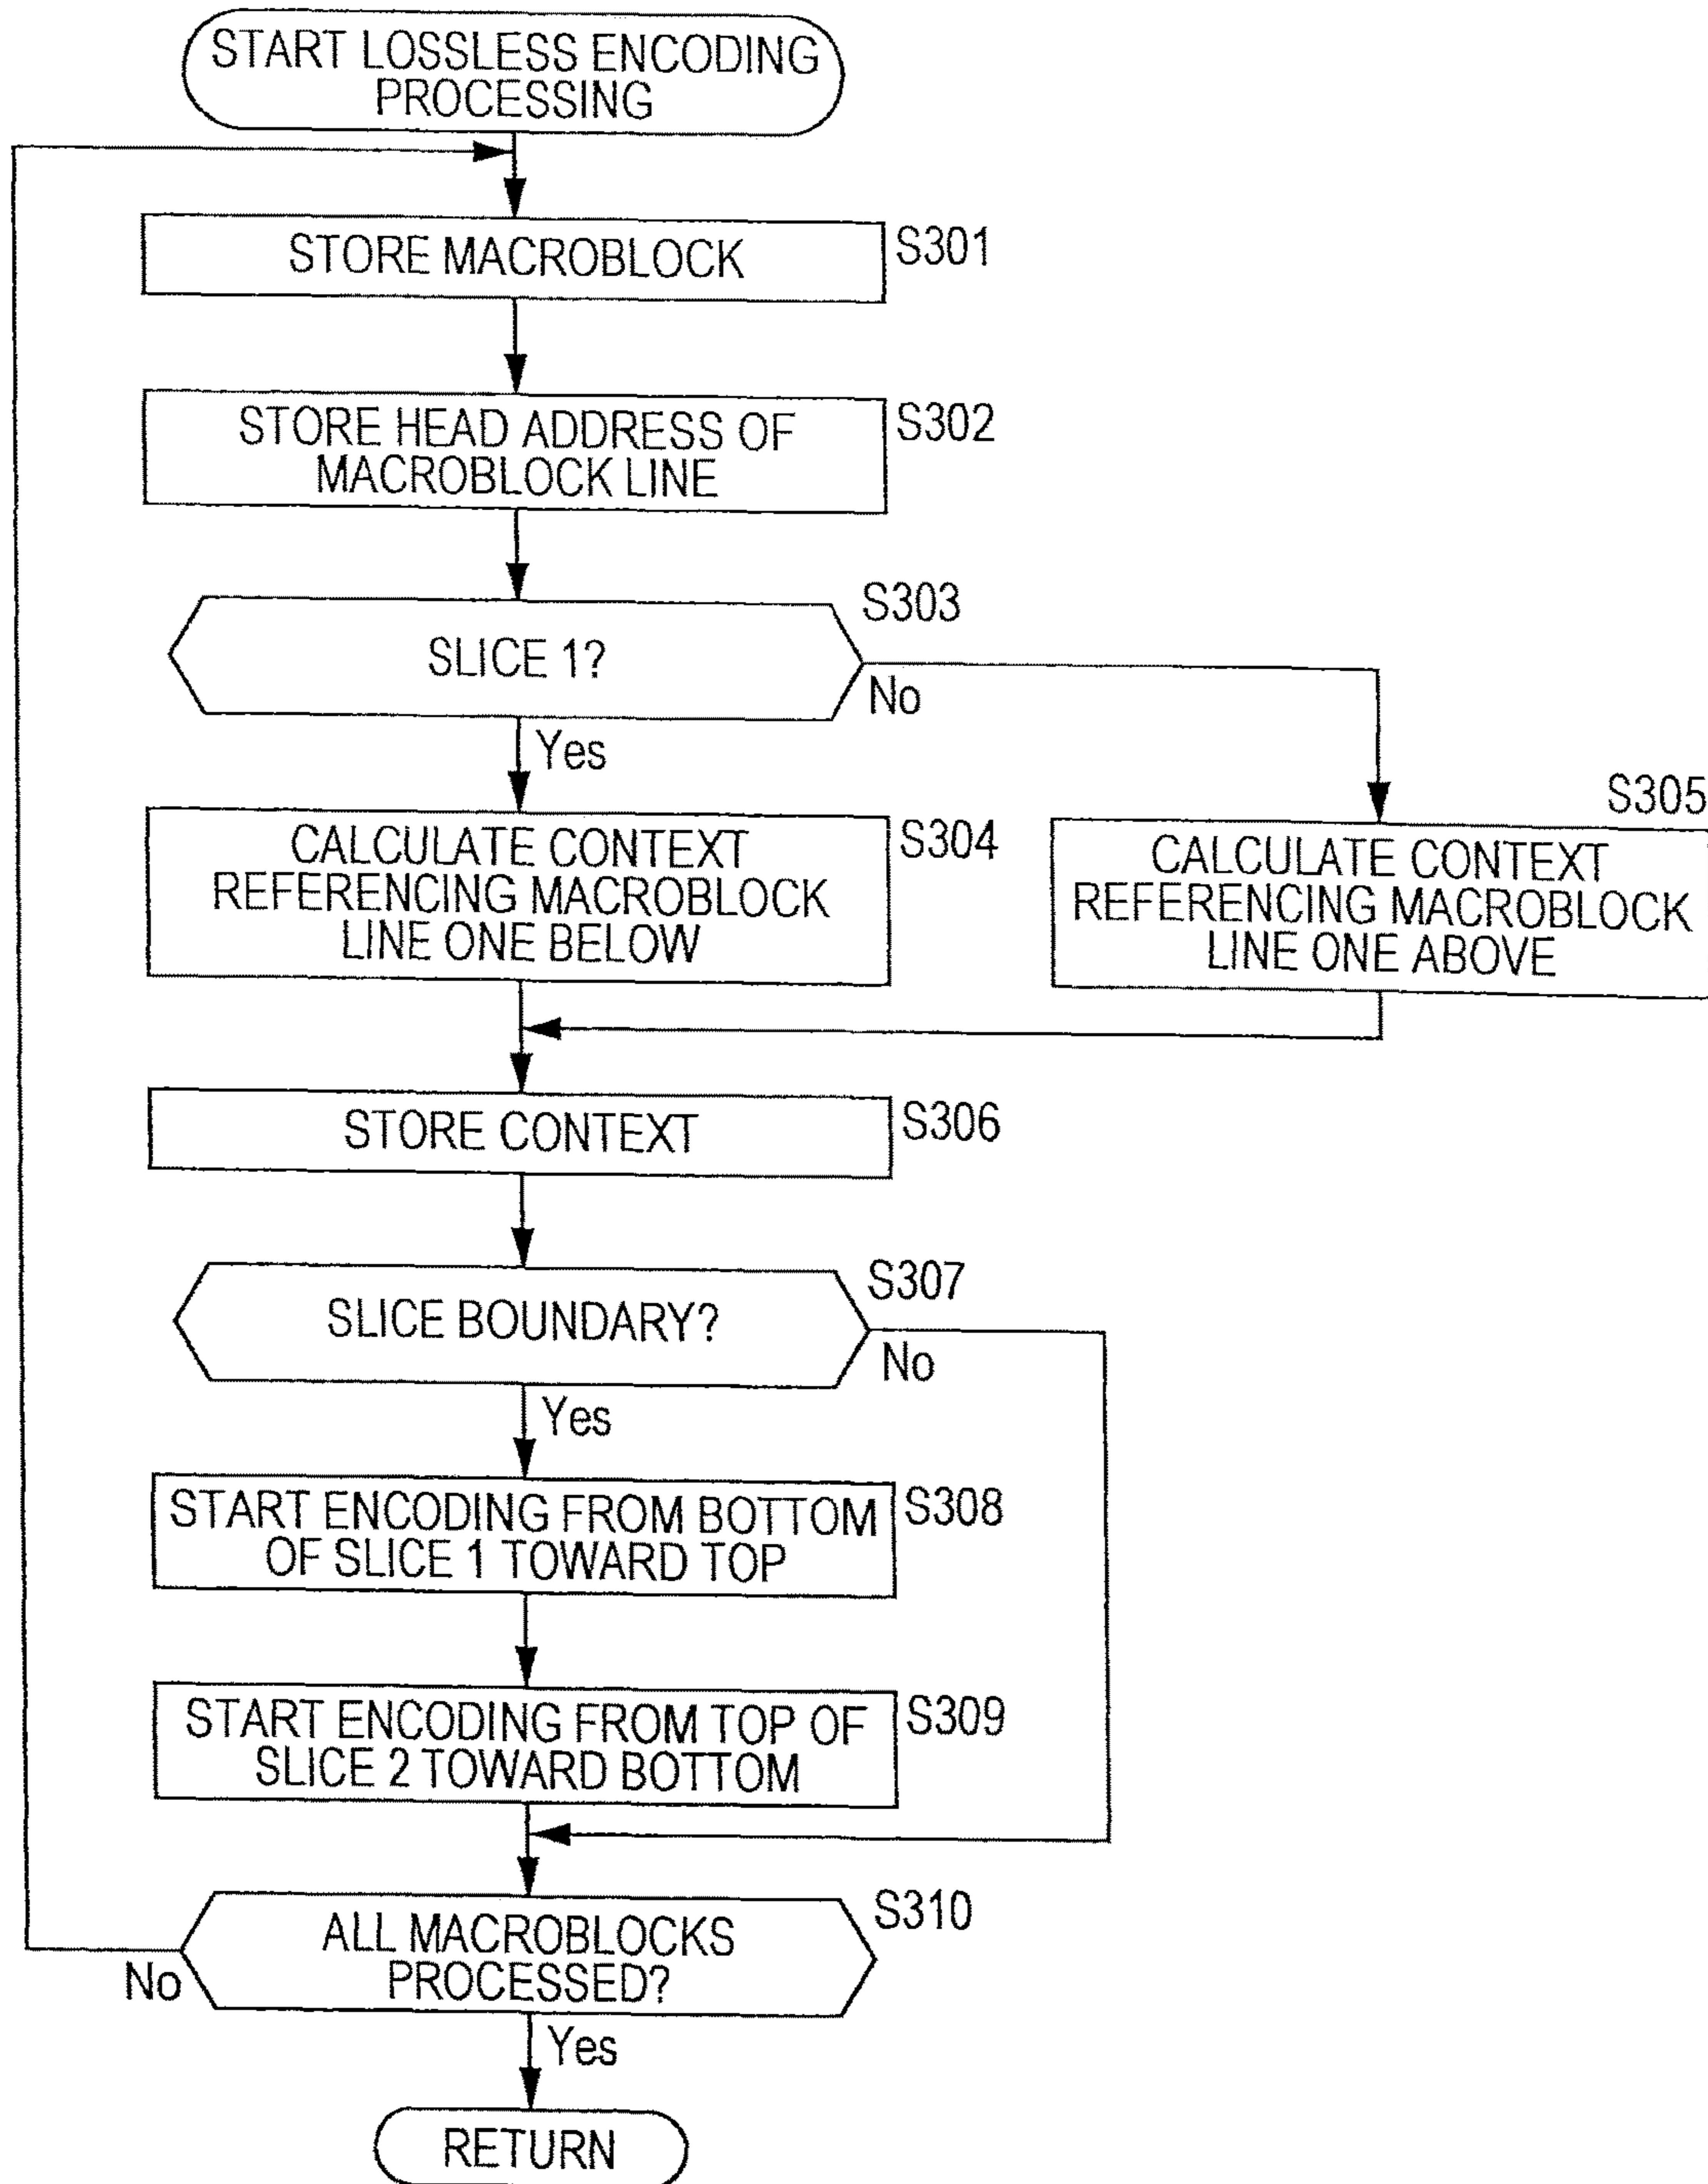 START LOSSLESS ENCODING
PROCESSING
STORE MACROBLOCK
S301
STORE HEAD ADDRESS OF
MACROBLOCK LINE
S302
SLICE 1?
S303
No
Yes
CALCULATE CONTEXT
REFERENCING MACROBLOCK
LINE ONE BELOW
S304
S305
CALCULATE CONTEXT
REFERENCING MACROBLOCK
LINE ONE ABOVE
STORE CONTEXT
S306
SLICE BOUNDARY?
S307
No
Yes
START ENCODING FROM BOTTOM
OF SLICE 1 TOWARD TOP
S308
START ENCODING FROM TOP OF
SLICE 2 TOWARD BOTTOM
S309
ALL MACROBLOCKS
PROCESSED?
S310
No
Yes
RETURN